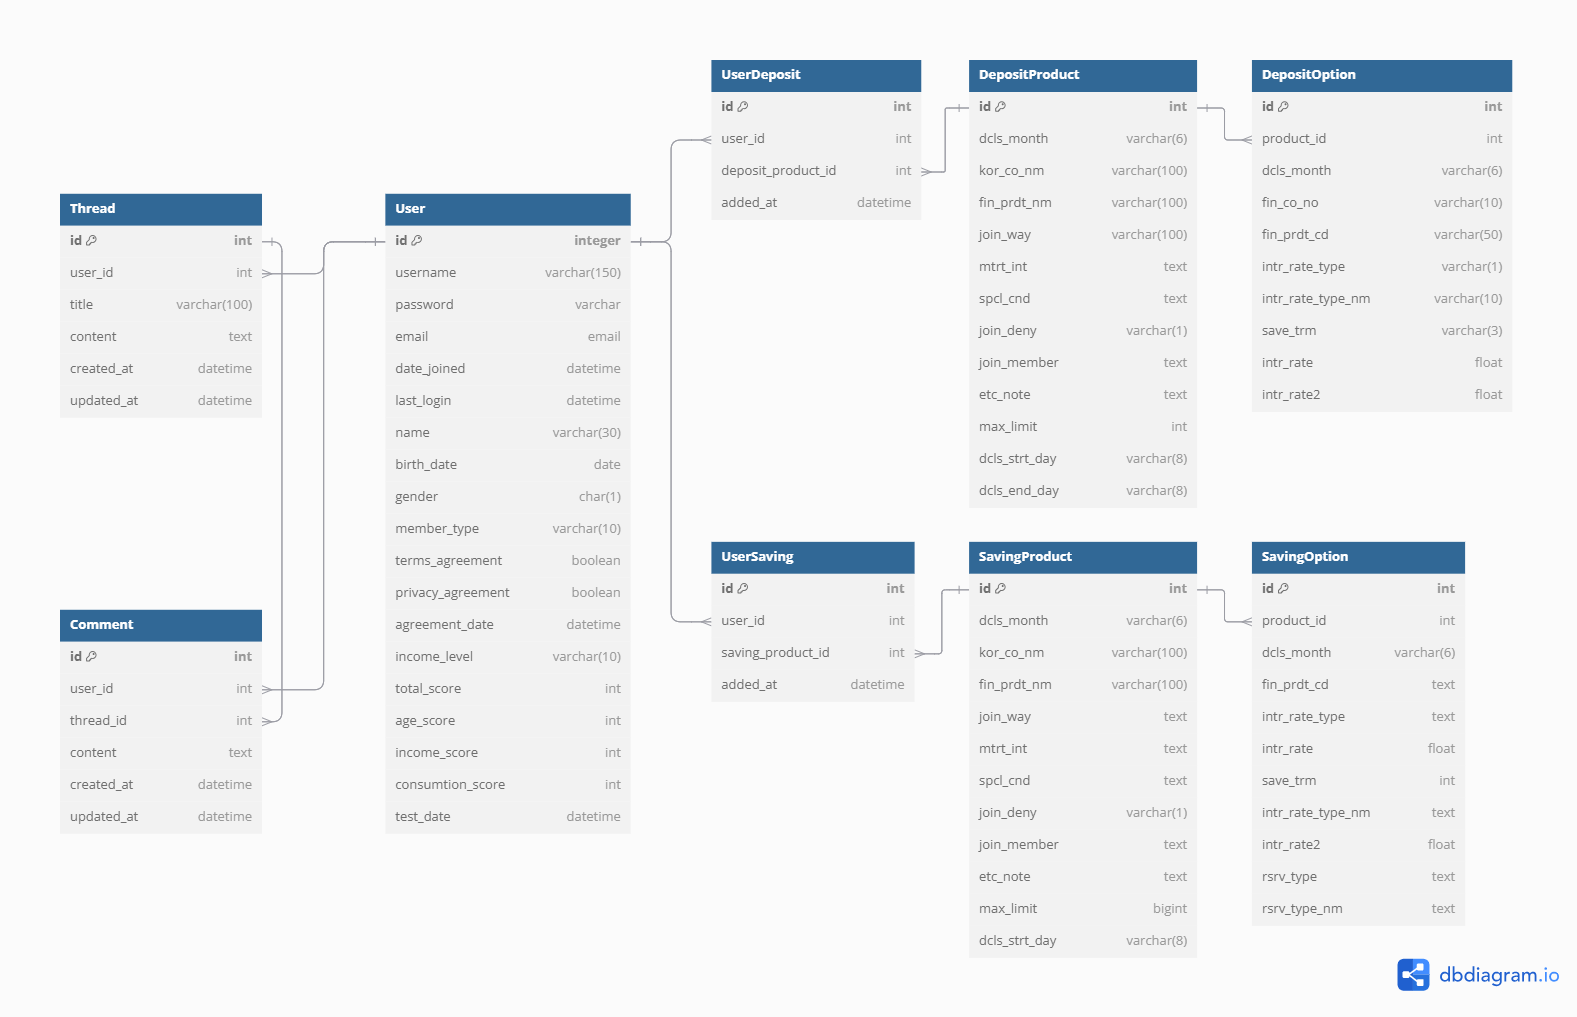 Thread
id int
user_id int
title varchar(100)
content text
created_at datetime
updated_at datetime
Comment
id int
user_id int
thread_id int
content text
created_at datetime
updated_at datetime
User
id integer
username varchar(150)
password varchar
email email
date_joined datetime
last_login datetime
name varchar(30)
birth_date date
gender char(1)
member_type varchar(10)
terms_agreement boolean
privacy_agreement boolean
agreement_date datetime
income_level varchar(10)
total_score int
age_score int
income_score int
consumtion_score int
test_date datetime
UserDeposit
id int
user_id int
deposit_product_id int
added_at datetime
DepositProduct
id int
dcls_month varchar(6)
kor_co_nm varchar(100)
fin_prdt_nm varchar(100)
join_way varchar(100)
mtrt_int text
spcl_cnd text
join_deny varchar(1)
join_member text
etc_note text
max_limit int
dcls_strt_day varchar(8)
dcls_end_day varchar(8)
DepositOption
id int
product_id int
dcls_month varchar(6)
fin_co_no varchar(10)
fin_prdt_cd varchar(50)
intr_rate_type varchar(1)
intr_rate_type_nm varchar(10)
save_trm varchar(3)
intr_rate float
intr_rate2 float
UserSaving
id int
user_id int
saving_product_id int
added_at datetime
SavingProduct
id int
dcls_month varchar(6)
kor_co_nm varchar(100)
fin_prdt_nm varchar(100)
join_way text
mtrt_int text
spcl_cnd text
join_deny varchar(1)
join_member text
etc_note text
max_limit bigint
dcls_strt_day varchar(8)
SavingOption
id int
product_id int
dcls_month varchar(6)
fin_prdt_cd text
intr_rate_type text
intr_rate float
save_trm int
intr_rate_type_nm text
intr_rate2 float
rsrv_type text
rsrv_type_nm text
dbdiagram.io